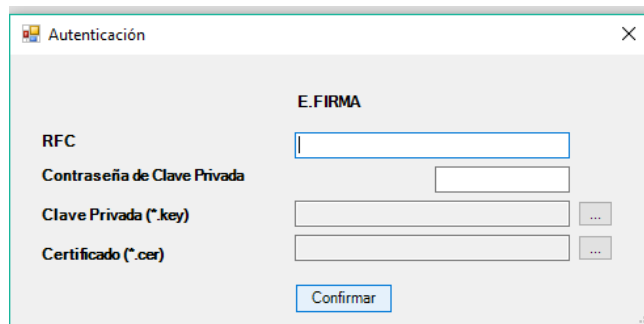 Autenticación
E.FIRMA
RFC
Contraseña de Clave Privada
Clave Privada (*.key)
...
Certificado (*.cer)
...
Confirmar